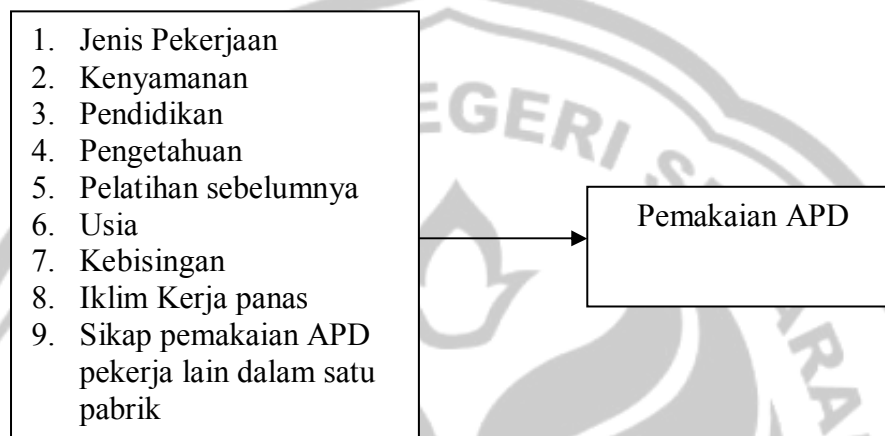 1. Jenis Pekerjaan
2. Kenyamanan
3. Pendidikan
4. Pengetahuan
5. Pelatihan sebelumnya
6. Usia
7. Kebisingan
8. Iklim Kerja panas
9. Sikap pemakaian APD
pekerja lain dalam satu
pabrik
Pemakaian APD